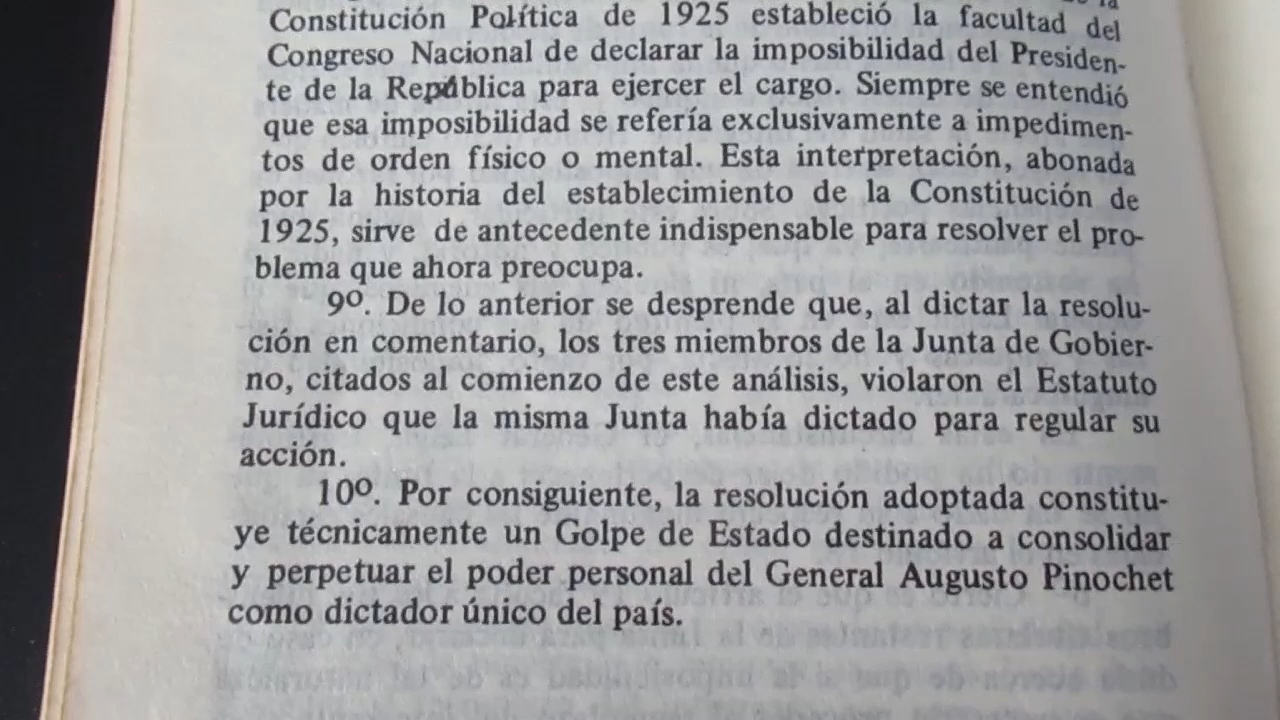 Constitución Política de 1925 estableció la facultad del
Congreso Nacional de declarar la imposibilidad del Presiden-
te de la República para ejercer el cargo. Siempre se entendió
que esa imposibilidad se refería exclusivamente a impedimen-
tos de orden físico o mental. Esta interpretación, abonada
por la historia del establecimiento de la Constitución de
1925, sirve de antecedente indispensable para resolver el pro-
blema que ahora preocupa.
9º. De lo anterior se desprende que, al dictar la resolu-
ción en comentario, los tres miembros de la Junta de Gobier-
no, citados al comienzo de este análisis, violaron el Estatuto
Jurídico que la misma Junta había dictado para regular su
acción.
10º. Por consiguiente, la resolución adoptada constitu-
ye técnicamente un Golpe de Estado destinado a consolidar
y perpetuar el poder personal del General Augusto Pinochet
como dictador único del país.